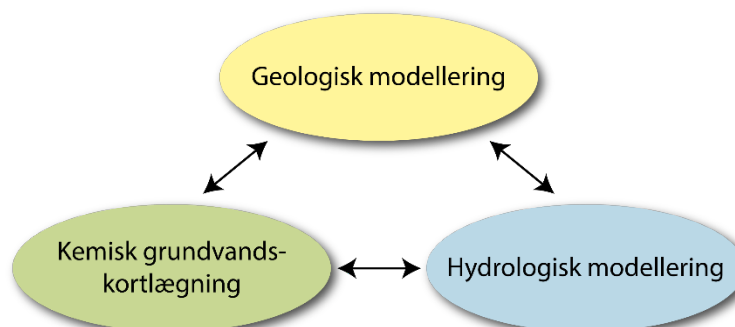 Geologisk modellering
Kemisk grundvands-
kortlægning
Hydrologisk modellering